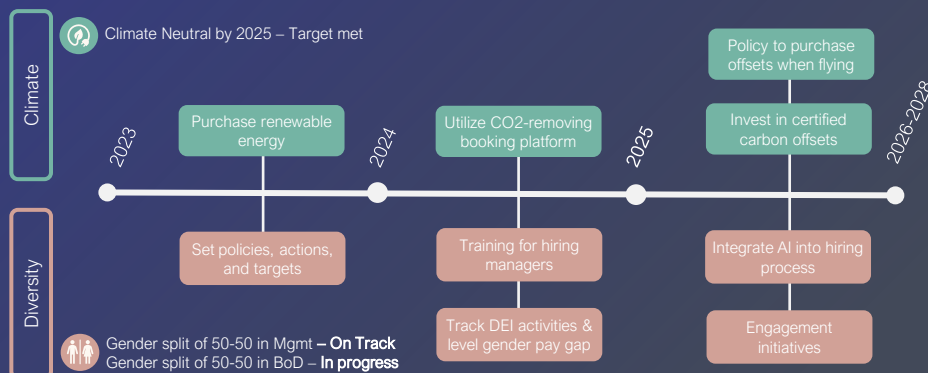 Climate
Climate Neutral by 2025 – Target met
Policy to purchase
offsets when flying
Purchase renewable
energy
Utilize CO2-removing
booking platform
Invest in certified
carbon offsets
2023
2024
2025
2026-2028
Diversity
Set policies, actions,
and targets
Training for hiring
managers
Integrate AI into hiring
process
Track DEI activities &
level gender pay gap
Engagement
initiatives
Gender split of 50-50 in Mgmt – On Track
Gender split of 50-50 in BoD – In progress